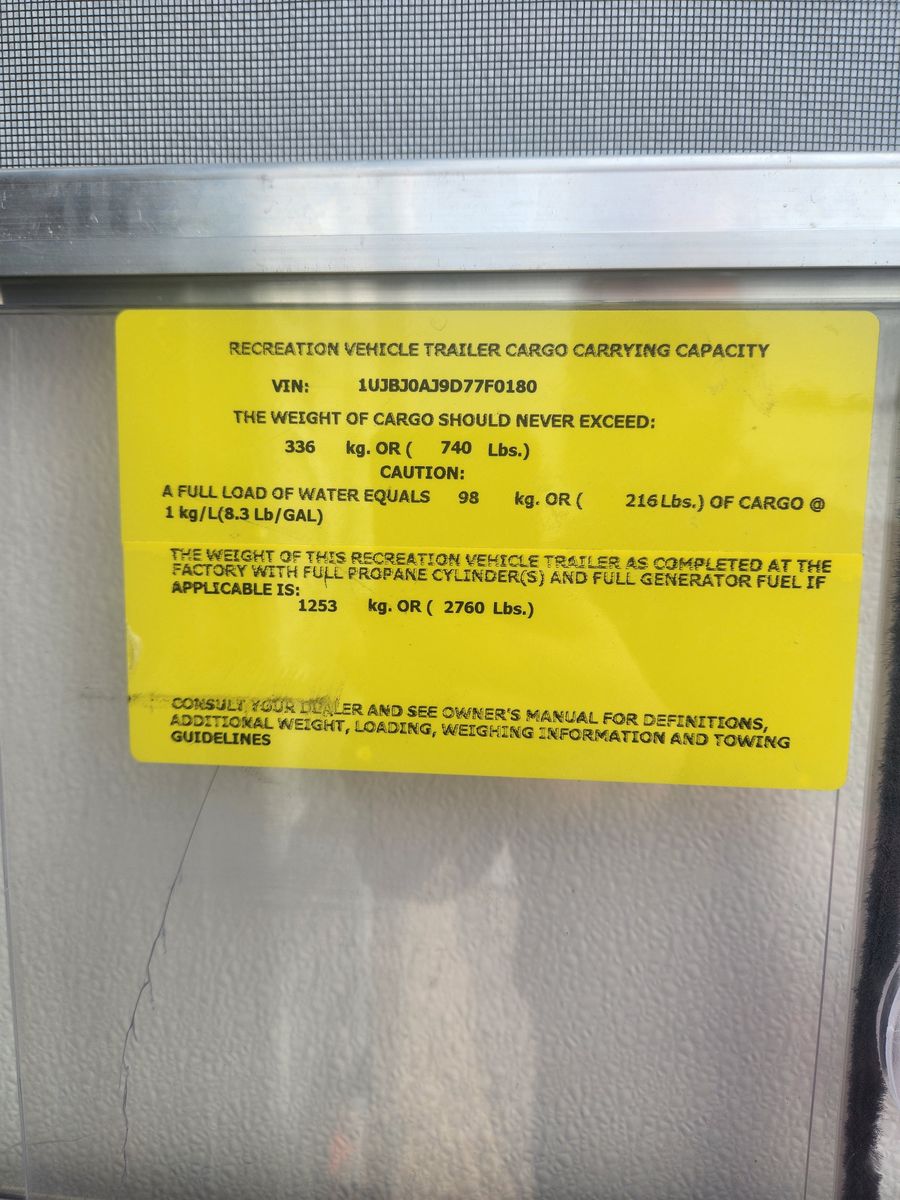 RECREATION VEHICLE TRAILER CARGO CARRYING CAPACITY
VIN: 1UJBJ0AJ9D77F0180
THE WEIGHT OF CARGO SHOULD NEVER EXCEED:
336 kg. OR ( 740 Lbs.)
CAUTION:
A FULL LOAD OF WATER EQUALS 98 kg. OR ( 216 Lbs.) OF CARGO @
1 kg/L(8.3 Lb/GAL)
THE WEIGHT OF THIS RECREATION VEHICLE TRAILER AS COMPLETED AT THE
FACTORY WITH FULL PROPANE CYLINDER(S) AND FULL GENERATOR FUEL IF
APPLICABLE IS:
1253 kg. OR ( 2760 Lbs.)
CONSULT YOUR DEALER AND SEE OWNER'S MANUAL FOR DEFINITIONS,
ADDITIONAL WEIGHT, LOADING, WEIGHING INFORMATION AND TOWING
GUIDELINES